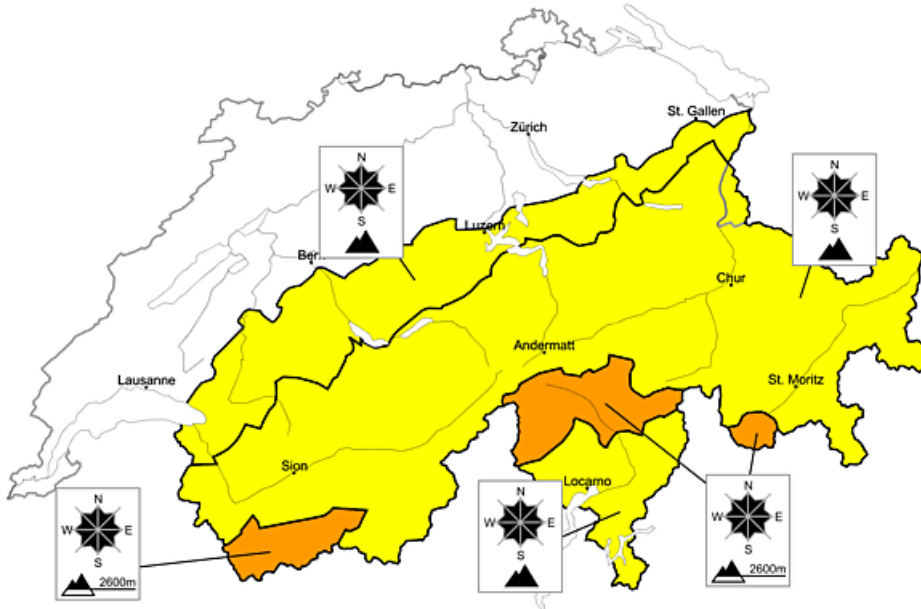 St. Gallen
Zürich
N
W E
S
N
W E
S
Luzern
Bern
Chur
Andermatt
Lausanne
St. Moritz
Sion
Locarno
N
W E
S
2600m
N
W E
S
N
W E
S
2600m